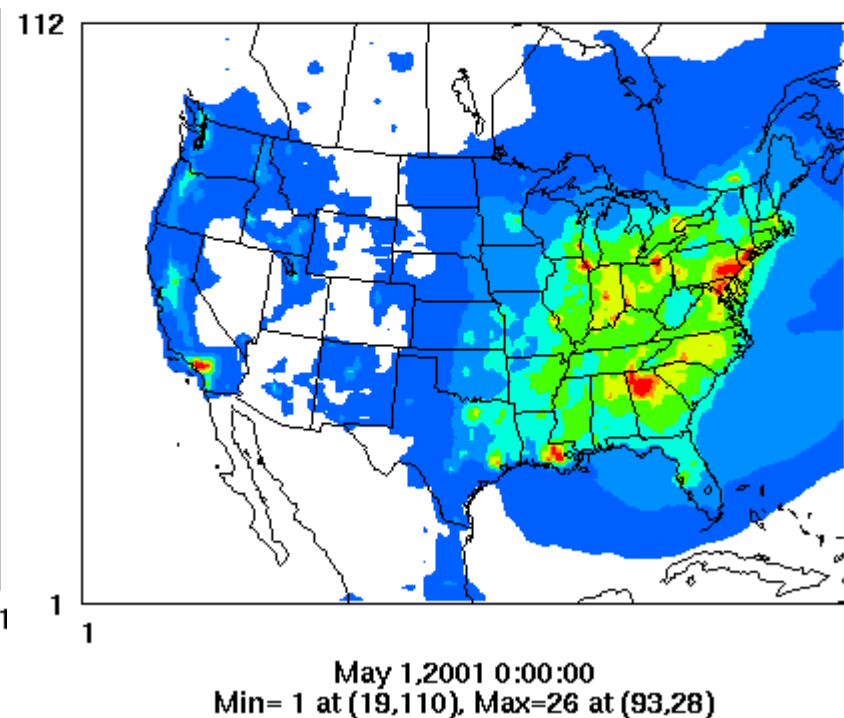 112
1
1
1
May 1,2001 0:00:00
Min= 1 at (19,110), Max=26 at (93,28)